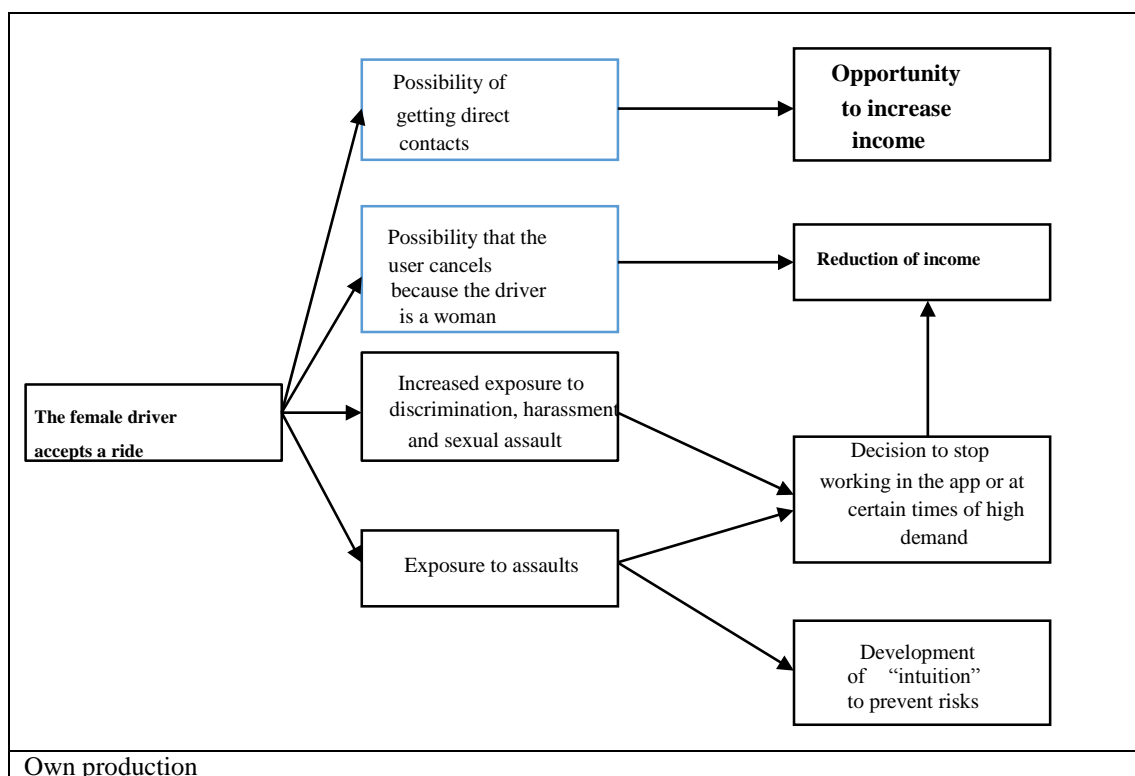 Possibility of
getting direct
contacts
Opportunity
to increase
income
Possibility that the
user cancels
because the driver
is a woman
Reduction of income
The female driver
accepts a ride
Increased exposure to
discrimination, harassment
and sexual assault
Decision to stop
working in the app or at
certain times of high
demand
Exposure to assaults
Development
of “intuition”
to prevent risks
Own production